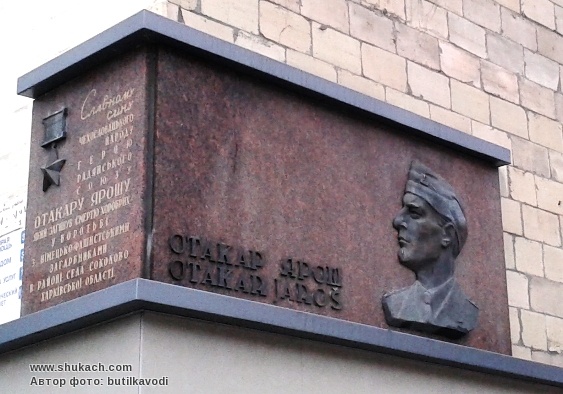 Славному
сину
чехословацького
народу
герою
радянського
союзу
ОТАКАРУ ЯРОШУ
який загинув смертю хоробрих
у боротьбі
з німецько-фашистськими
загарбниками
в районі села Соколово
Харківської області
ОТАКАР ЯРОШ
OTAKAR JAROŠ
www.shukach.com
Автор фото: butilkavodi